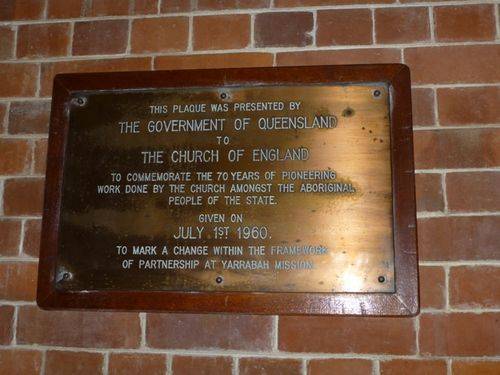 THIS PLAQUE WAS PRESENTED BY
THE GOVERNMENT OF QUEENSLAND
TO
THE CHURCH OF ENGLAND
TO COMMEMORATE THE 70 YEARS OF PIONEERING
WORK DONE BY THE CHURCH AMONGST THE ABORIGINAL
PEOPLE OF THE STATE.
GIVEN ON
JULY 1ST 1960,
TO MARK A CHANGE WITHIN THE FRAMEWORK
OF PARTNERSHIP AT YARRABAH MISSION.